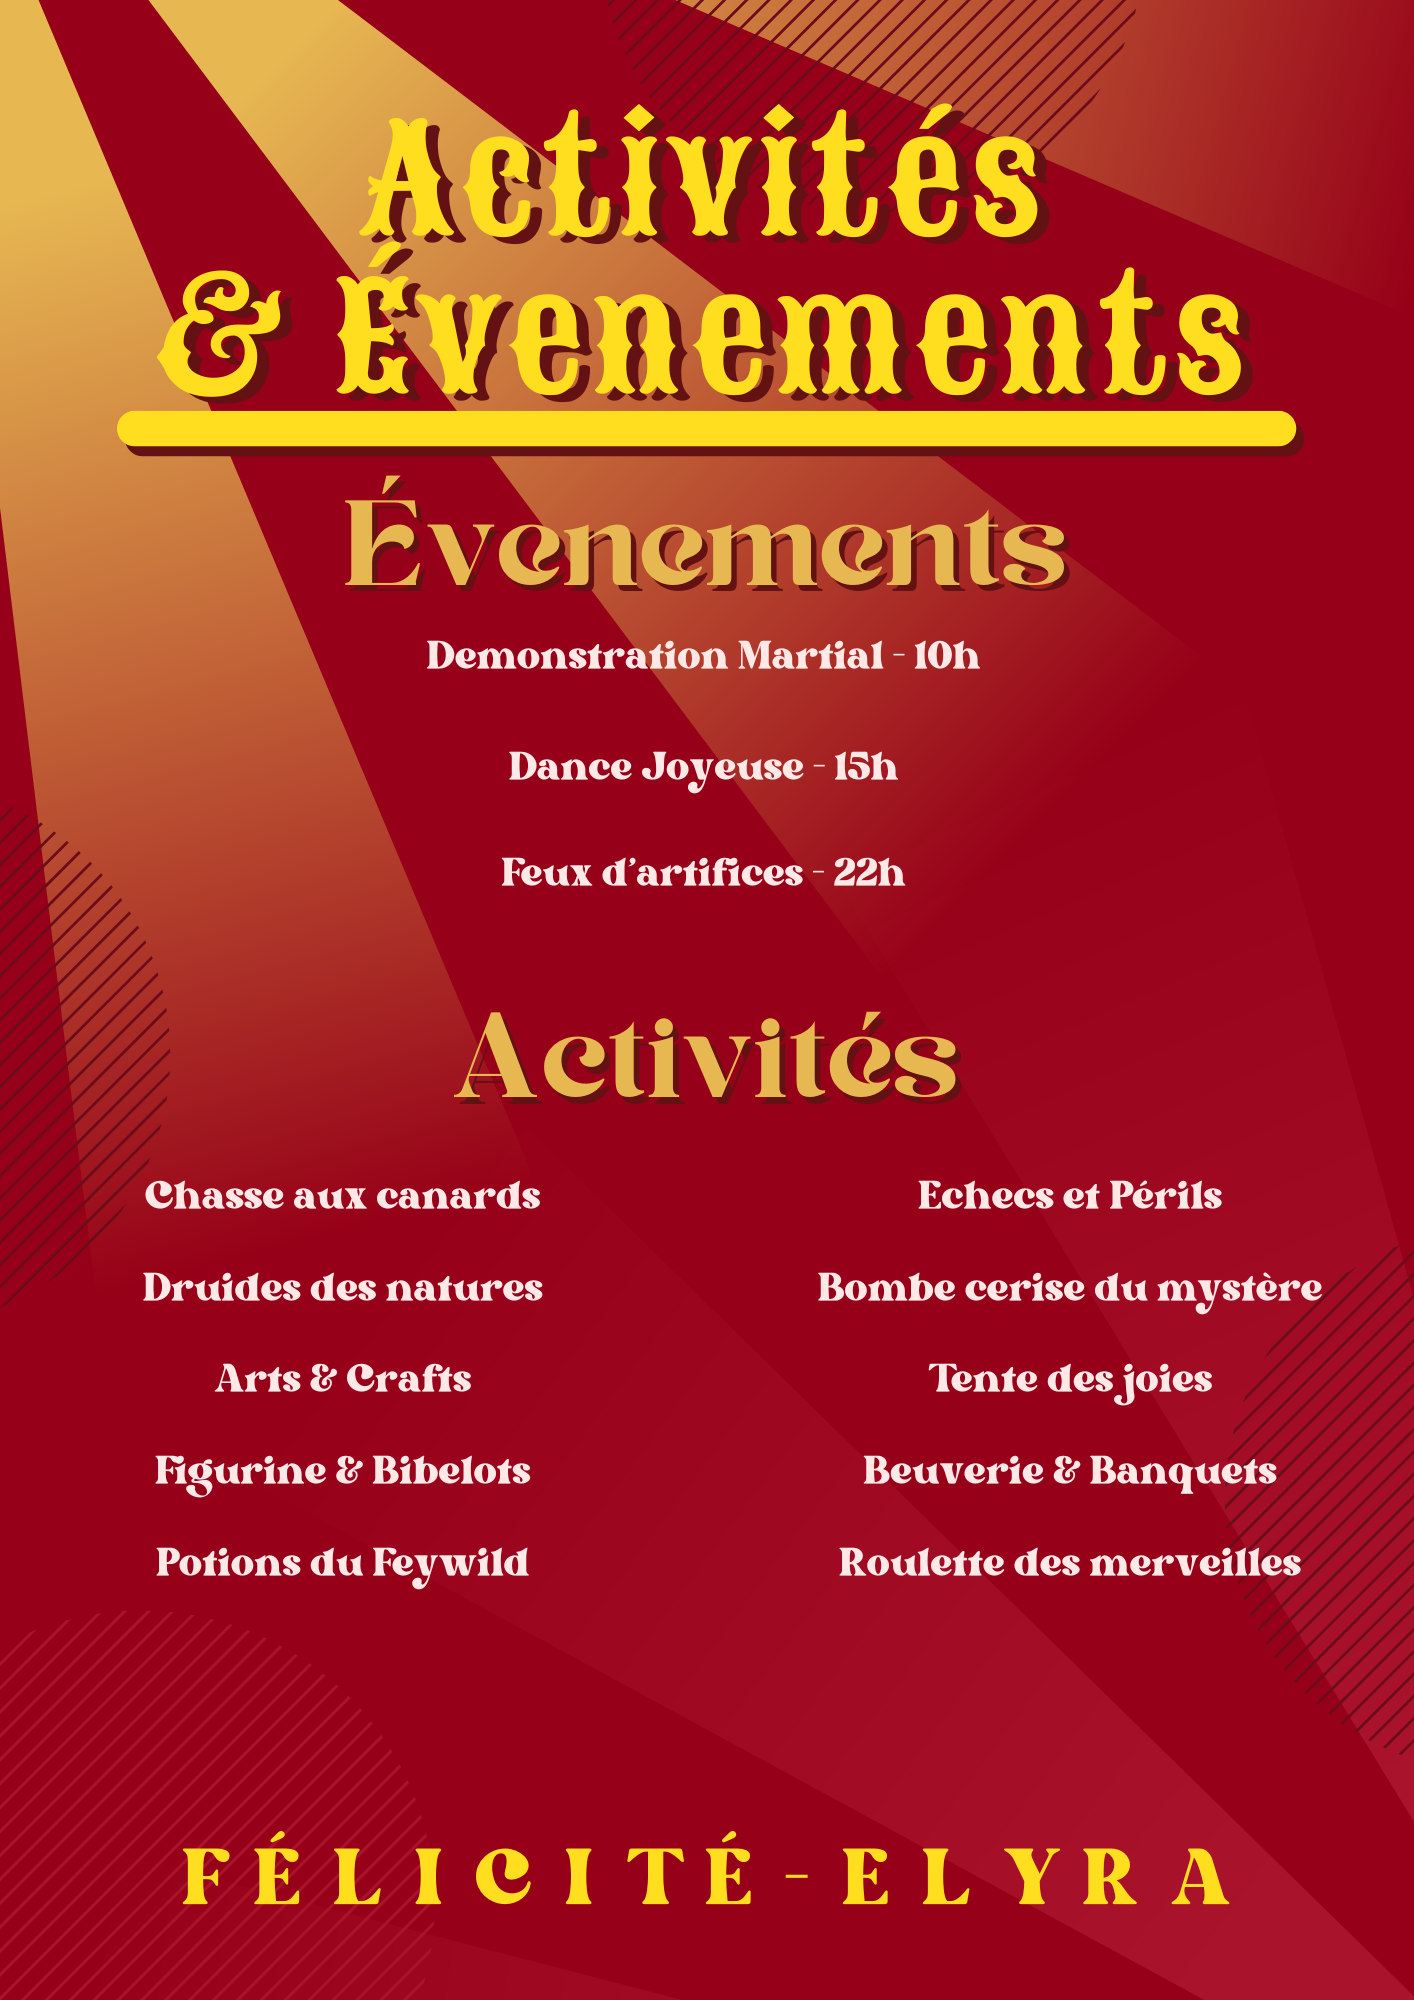 Activités
& Évenements
Évenements
Demonstration Martial - 10h
Dance Joyeuse - 15h
Feux d'artifices - 22h
Activités
Chasse aux canards
Druides des natures
Arts & Crafts
Figurine & Bibelots
Potions du Feywild
Echecs et Périls
Bombe cerise du mystère
Tente des joies
Beuverie & Banquets
Roulette des merveilles
FÉLICITÉ-ELYRA